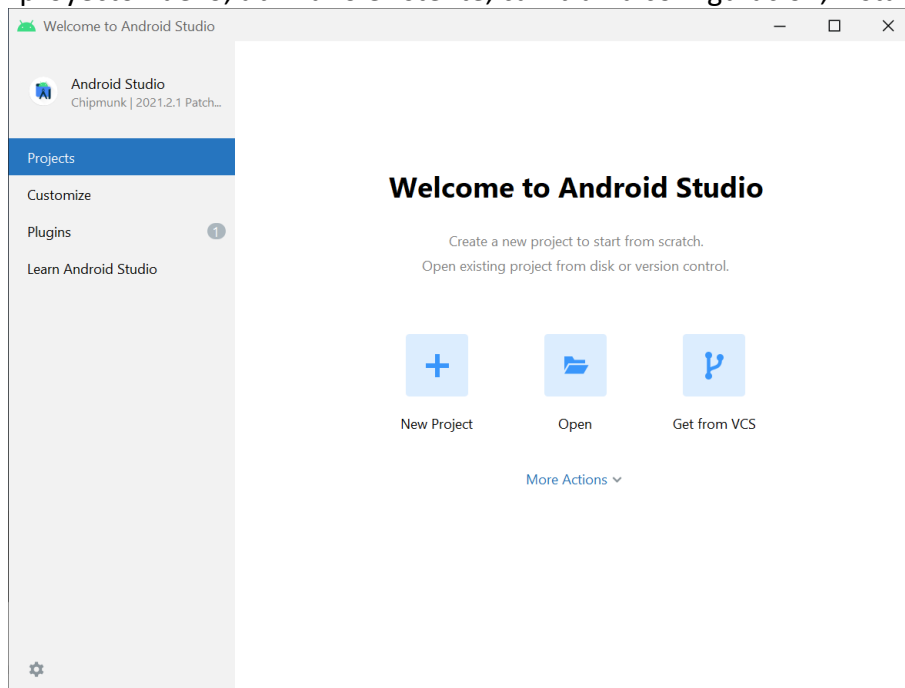 Welcome to Android Studio
Android Studio
Chipmunk | 2021.2.1 Patch...
Projects
Customize
Plugins
1
Learn Android Studio
Welcome to Android Studio
Create a new project to start from scratch.
Open existing project from disk or version control.
New Project
Open
Get from VCS
More Actions